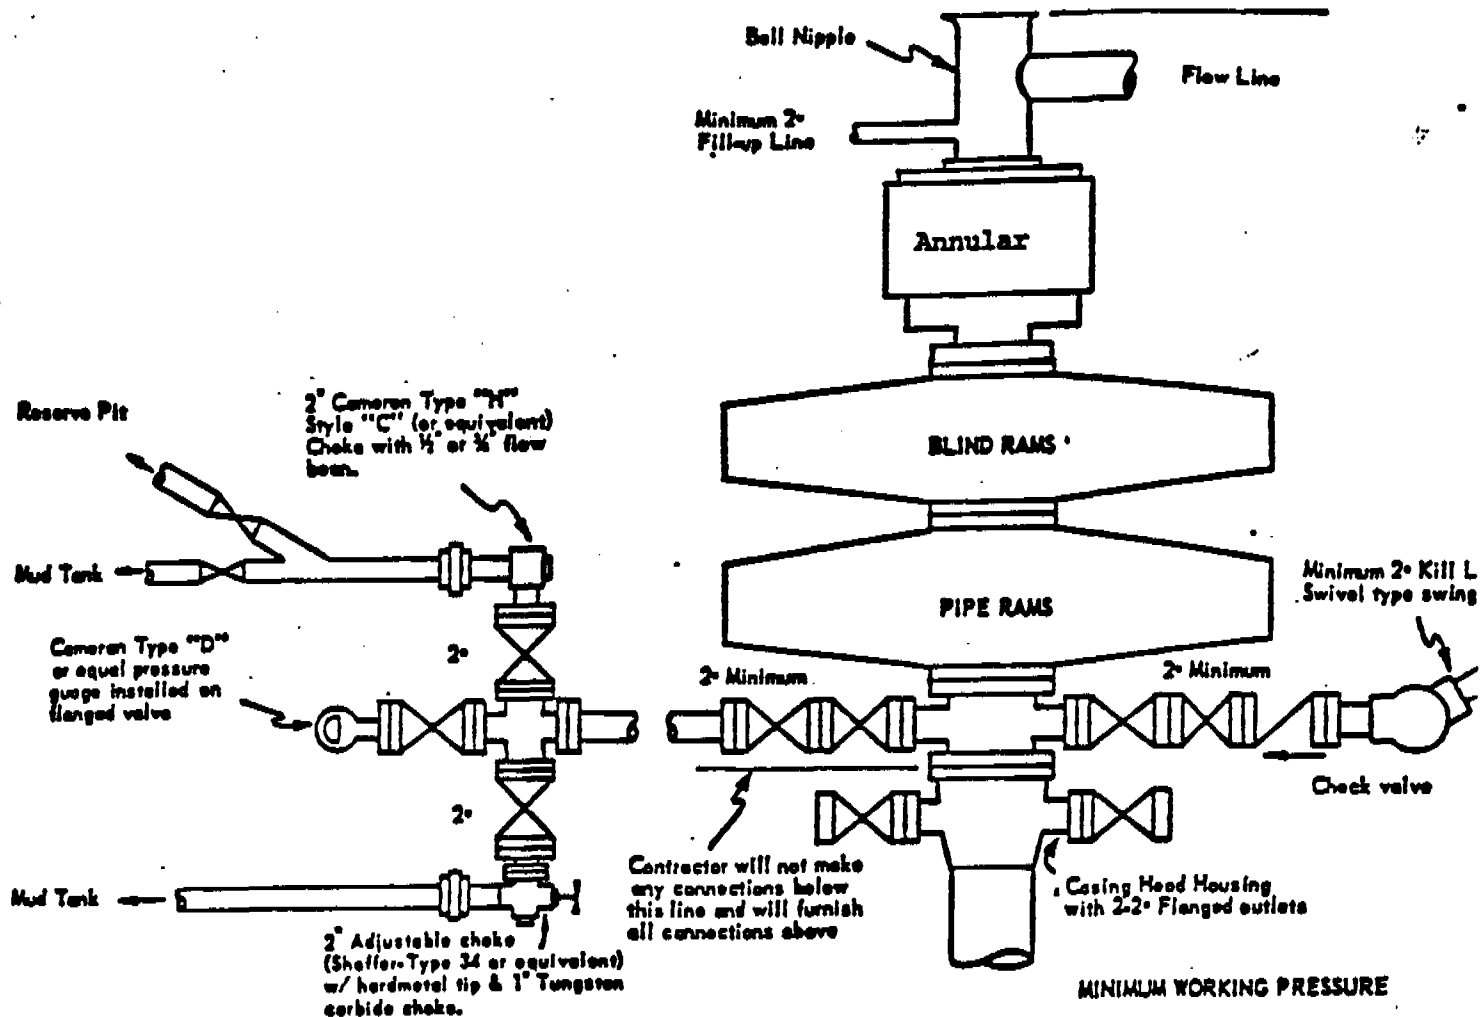 Bell Nipple
Flow Line
Minimum 2"
Fill-up Line
Annular
2" Cameron Type "H"
Style "C" (or equivalent)
Choke with ½" or ¾" flow
bean.
Reserve Pit
BLIND RAMS
Mud Tank
PIPE RAMS
Minimum 2" Kill L
Swivel type swing
Cameron Type "D"
or equal pressure
guage installed on
flanged valve
2"
2" Minimum
2" Minimum
Check valve
2"
Contractor will not make
any connections below
this line and will furnish
all connections above
Casing Head Housing
with 2-2" Flanged outlets
Mud Tank
2" Adjustable choke
(Shaffer-Type 34 or equivalent)
w/ hardmetal tip & 1" Tungsten
carbide choke.
MINIMUM WORKING PRESSURE